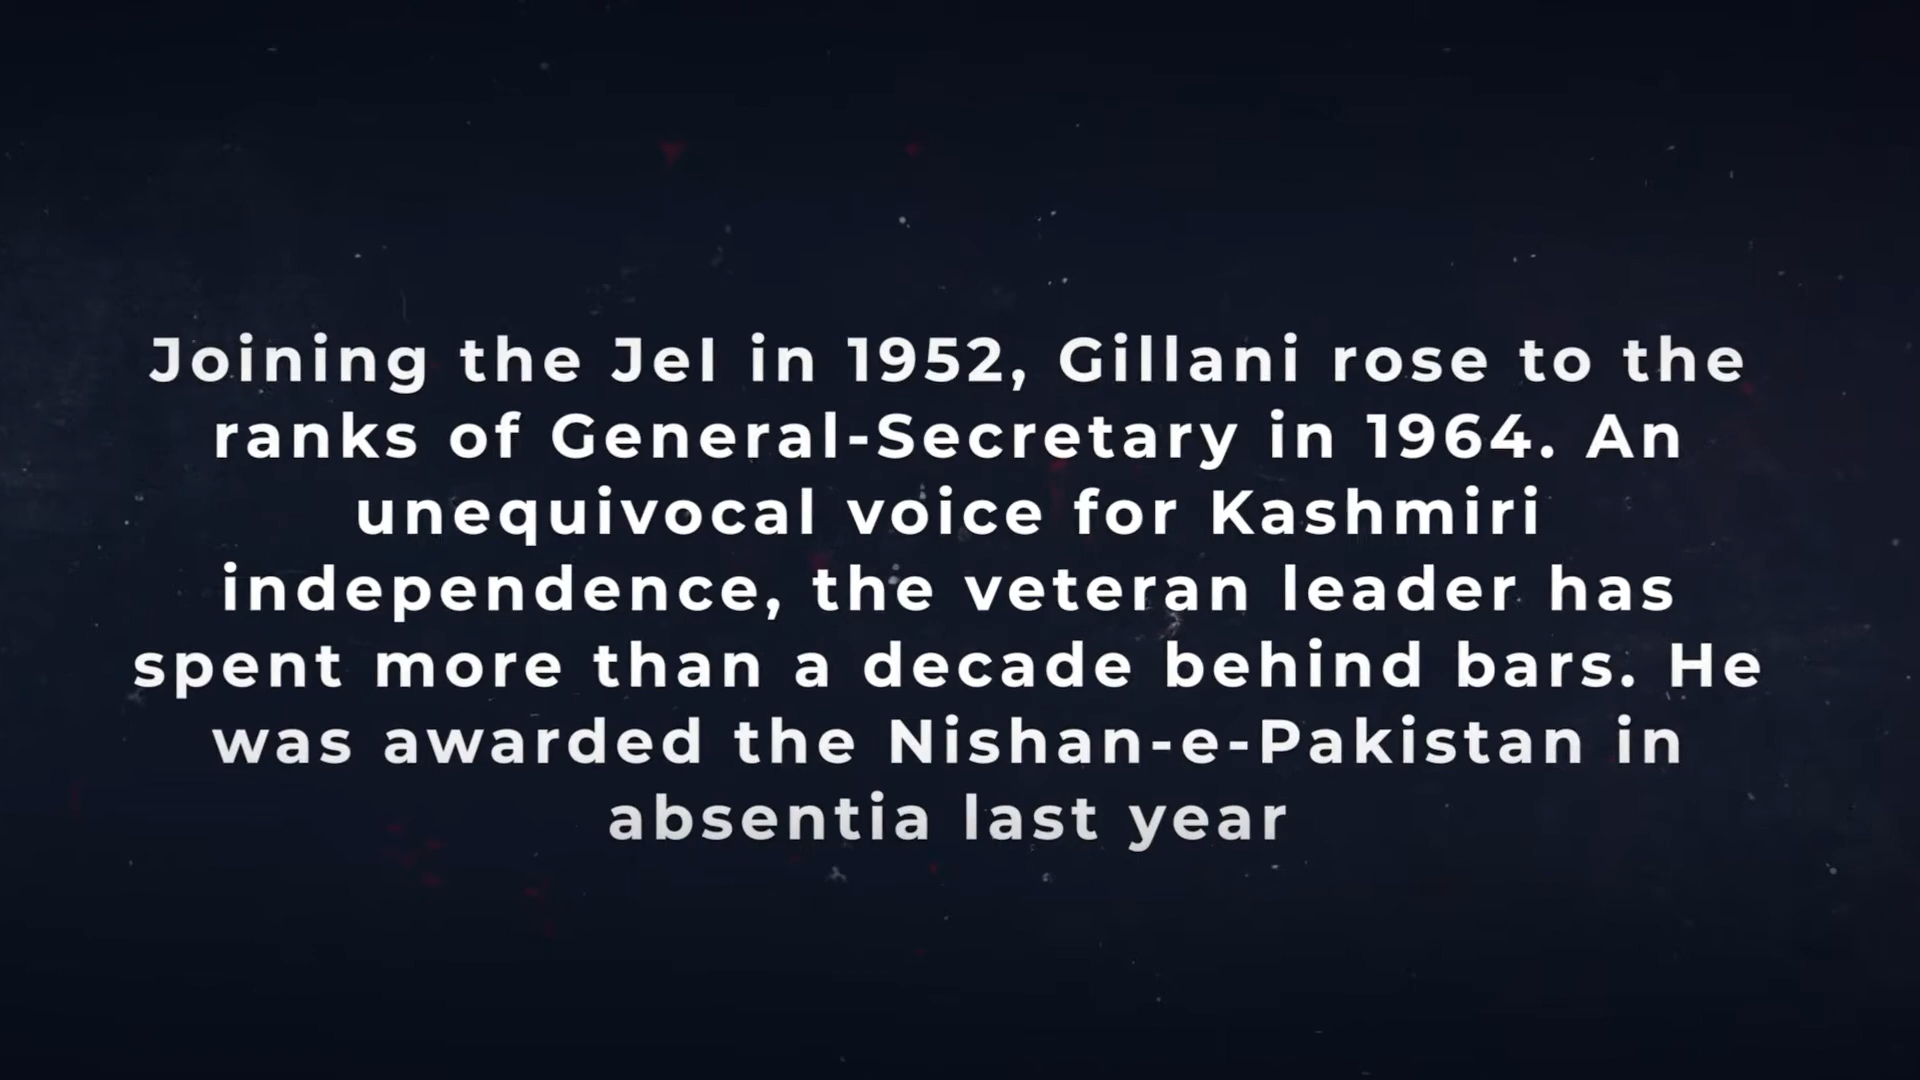 Joining the JeI in 1952, Gillani rose to the
ranks of General-Secretary in 1964. An
unequivocal voice for Kashmiri
independence, the veteran leader has
spent more than a decade behind bars. He
was awarded the Nishan-e-Pakistan in
absentia last year